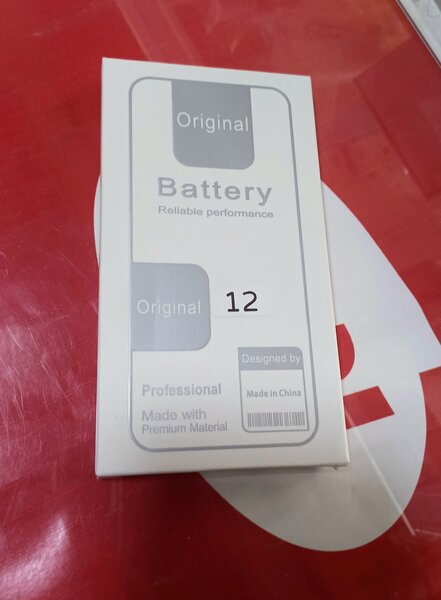 Original
Battery
Reliable performance
Original
12
Designed by
Made in China
Professional
Made with
Premium Material